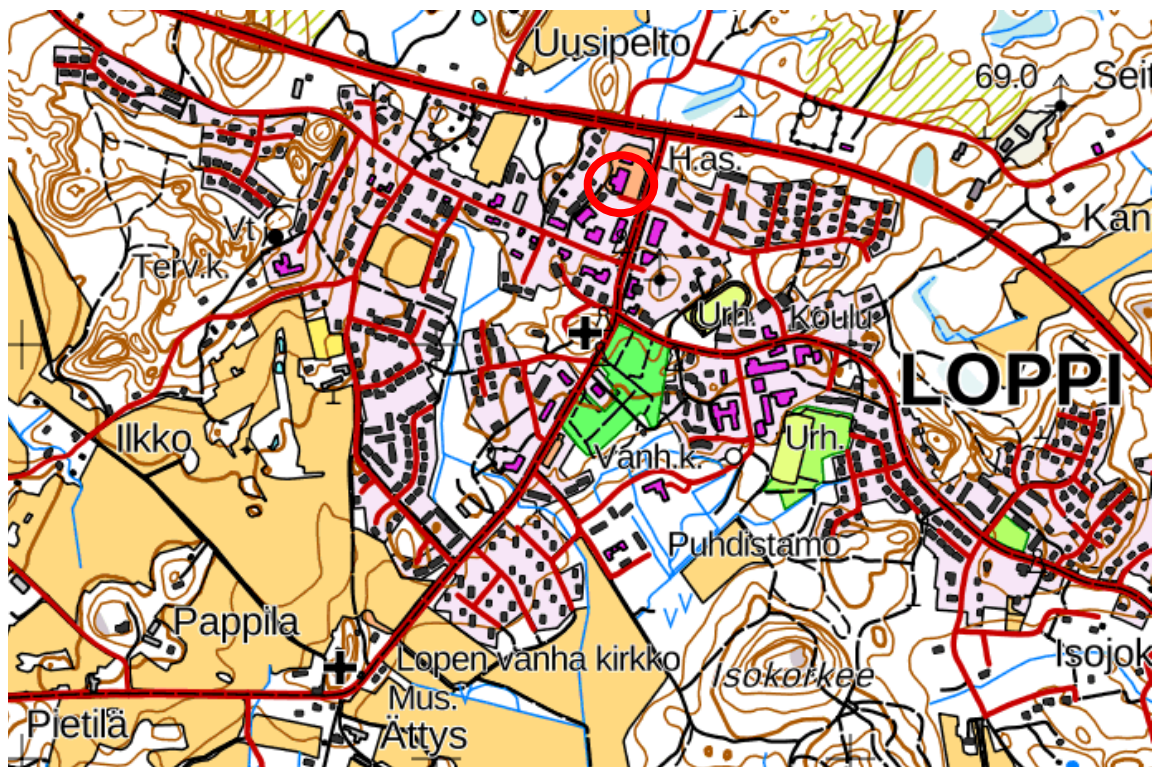 Uusipelto
69.0
Seit
H.as.
Kan
Vt
Terv.k.
Urh.
Koulu
LOPPI
Ilkko
Urh.
Vanh.k.
Puhdistamo
Pappila
Lopen vanha kirkko
Isokorkee
Isojok
Mus.
Pietilä
Ättys